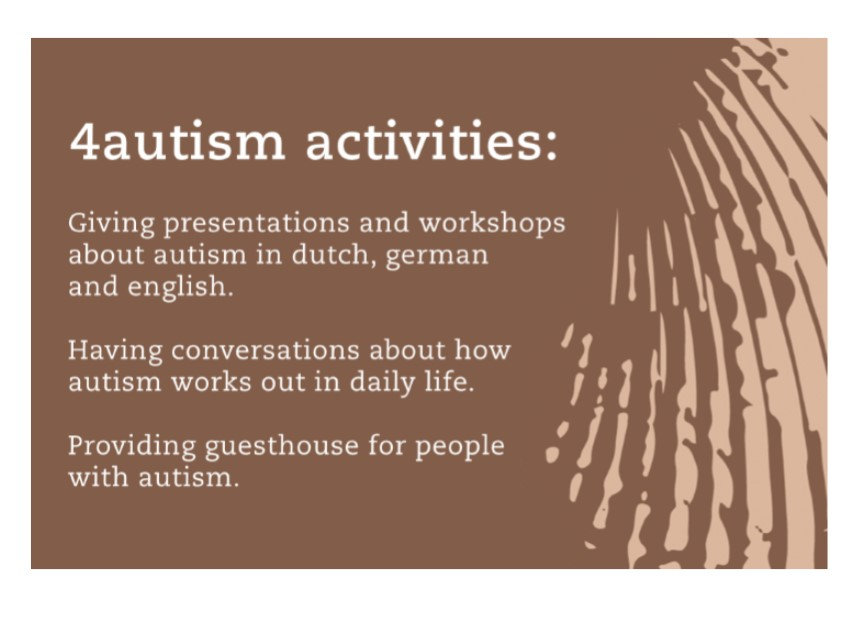 4autism activities:
Giving presentations and workshops
about autism in dutch, german
and english.
Having conversations about how
autism works out in daily life.
Providing guesthouse for people
with autism.